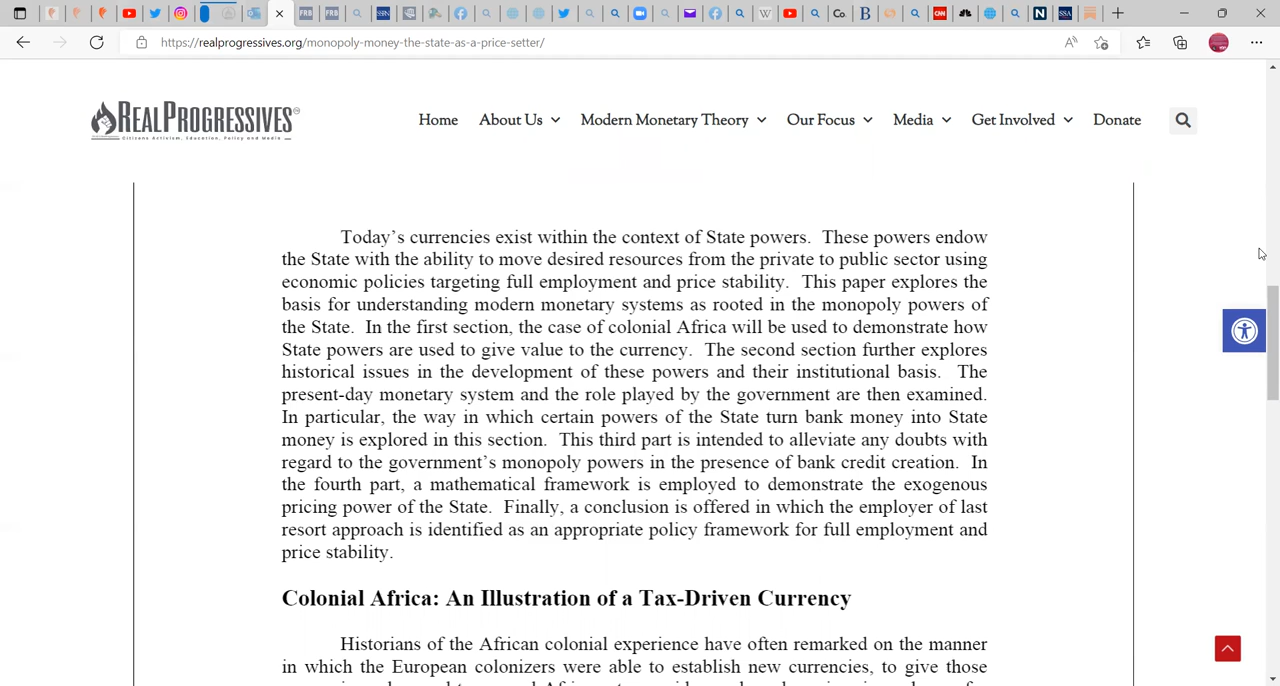 https://realprogressives.org/monopoly-money-the-state-as-a-price-setter/
REALPROGRESSIVES
Citizens Activism, Education, Policy and Media
Home
About Us
Modern Monetary Theory
Our Focus
Media
Get Involved
Donate
Today's currencies exist within the context of State powers. These powers endow
the State with the ability to move desired resources from the private to public sector using
economic policies targeting full employment and price stability. This paper explores the
basis for understanding modern monetary systems as rooted in the monopoly powers of
the State. In the first section, the case of colonial Africa will be used to demonstrate how
State powers are used to give value to the currency. The second section further explores
historical issues in the development of these powers and their institutional basis. The
present-day monetary system and the role played by the government are then examined.
In particular, the way in which certain powers of the State turn bank money into State
money is explored in this section. This third part is intended to alleviate any doubts with
regard to the government's monopoly powers in the presence of bank credit creation. In
the fourth part, a mathematical framework is employed to demonstrate the exogenous
pricing power of the State. Finally, a conclusion is offered in which the employer of last
resort approach is identified as an appropriate policy framework for full employment and
price stability.
Colonial Africa: An Illustration of a Tax-Driven Currency
Historians of the African colonial experience have often remarked on the manner
in which the European colonizers were able to establish new currencies, to give those